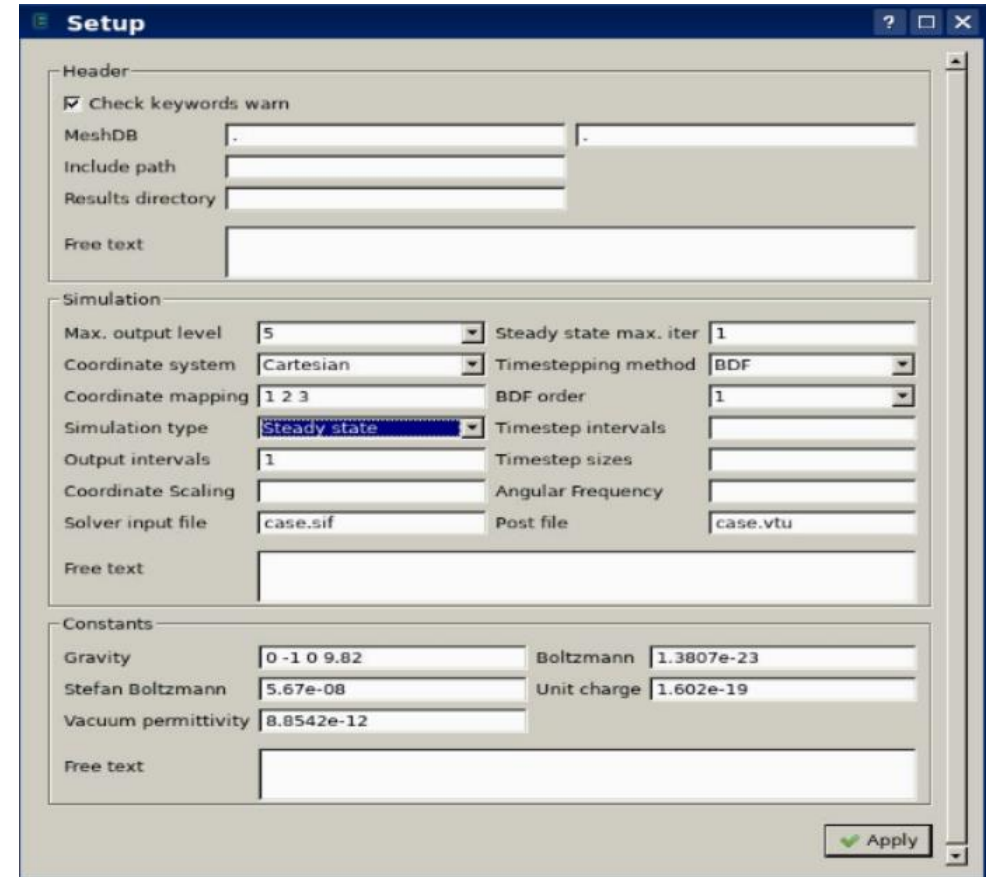 Setup
Header
Check keywords warn
MeshDB . .
Include path
Results directory
Free text
Simulation
Max. output level 5 Steady state max. iter 1
Coordinate system Cartesian Timestepping method BDF
Coordinate mapping 1 2 3 BDF order 1
Simulation type Steady state Timestep intervals
Output intervals 1 Timestep sizes
Coordinate Scaling Angular Frequency
Solver input file case.sif Post file case.vtu
Free text
Constants
Gravity 0 -1 0 9.82 Boltzmann 1.3807e-23
Stefan Boltzmann 5.67e-08 Unit charge 1.602e-19
Vacuum permittivity 8.8542e-12
Free text
Apply